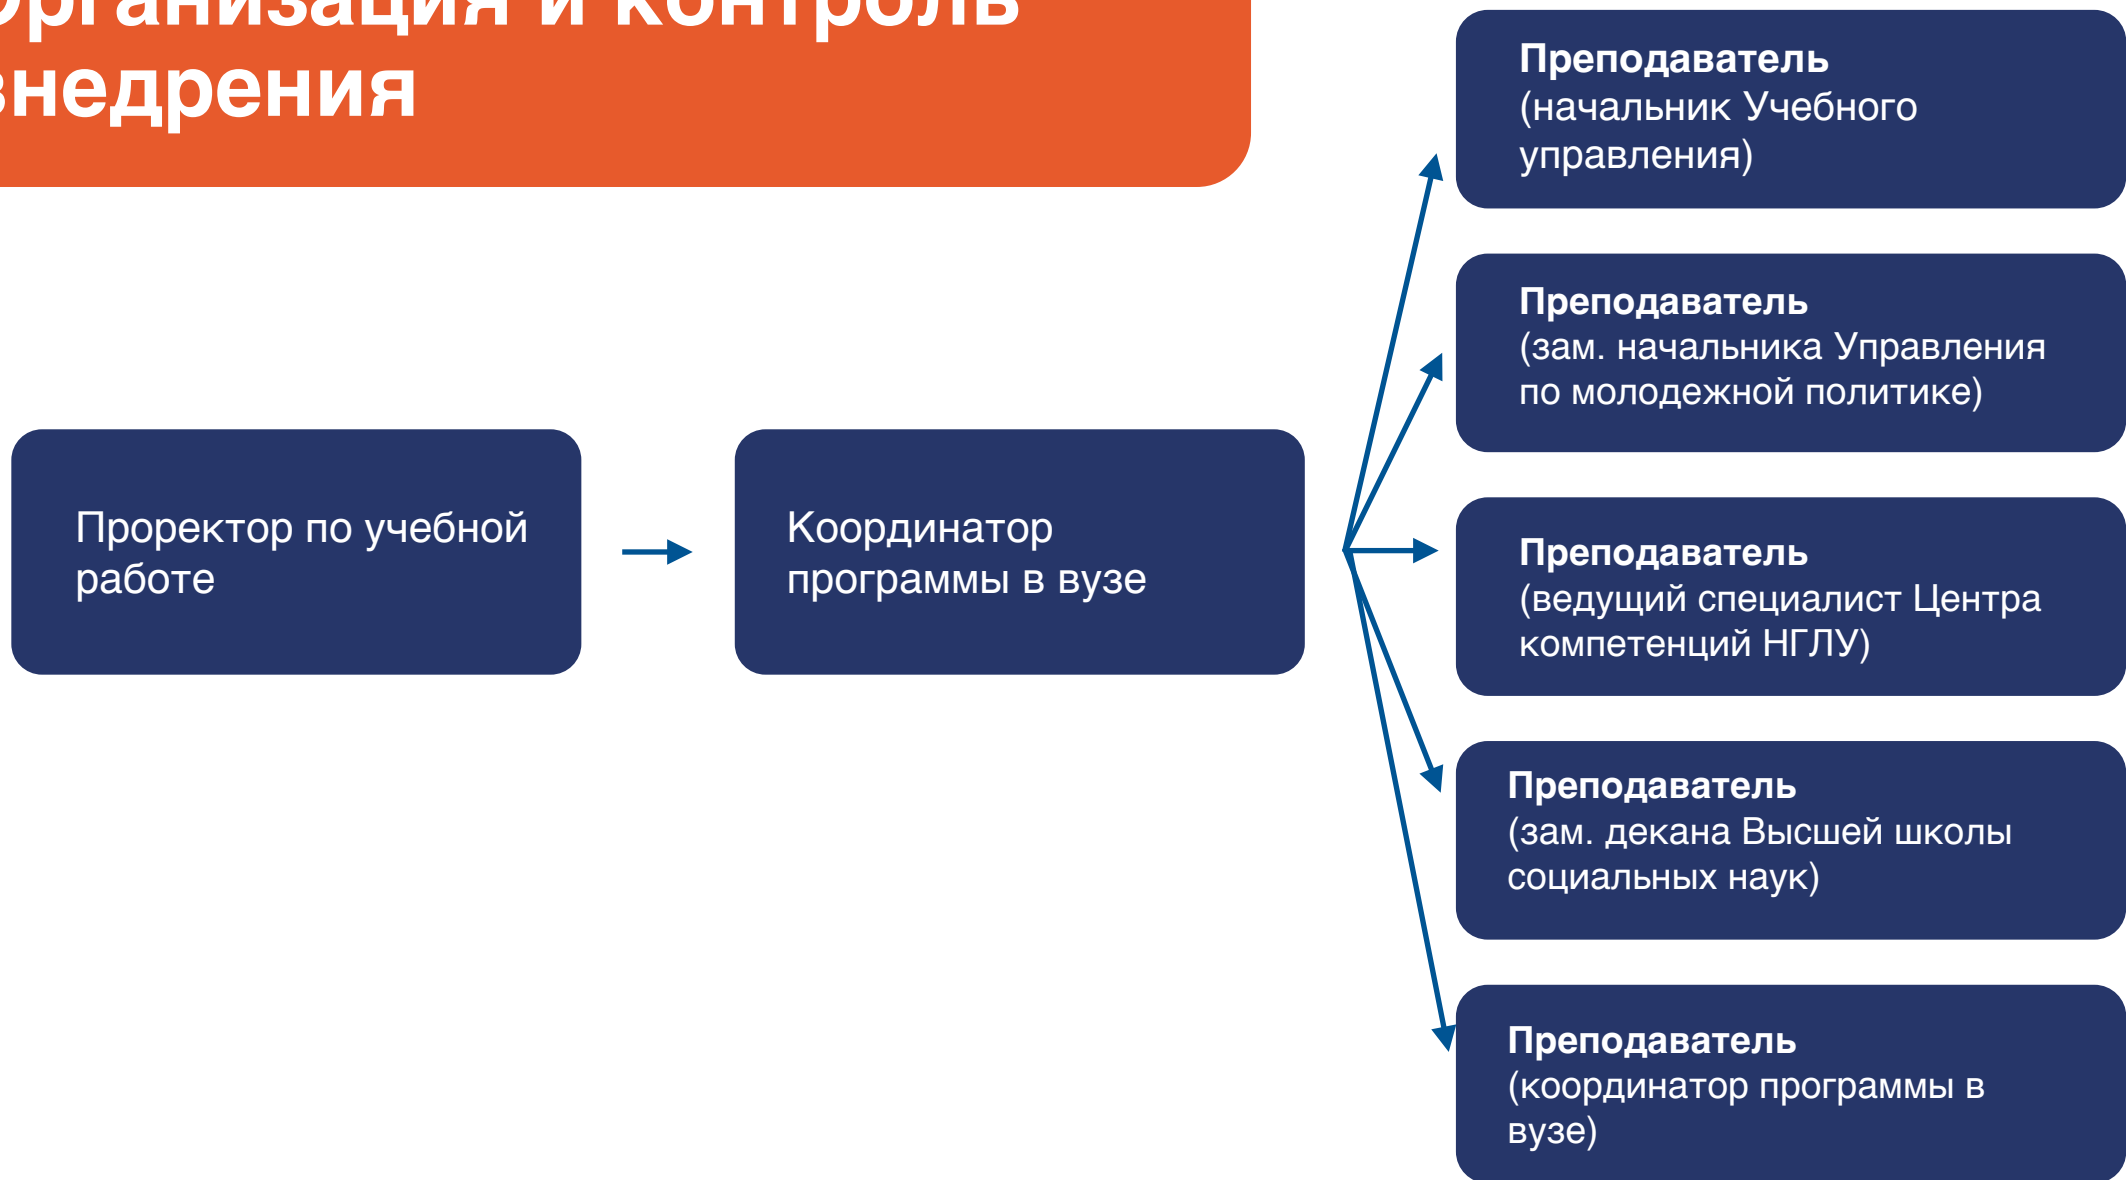 Организация и контроль
внедрения
Проректор по учебной
работе
Координатор
программы в вузе
Преподаватель
(начальник Учебного
управления)
Преподаватель
(зам. начальника Управления
по молодежной политике)
Преподаватель
(ведущий специалист Центра
компетенций НГЛУ)
Преподаватель
(зам. декана Высшей школы
социальных наук)
Преподаватель
(координатор программы в
вузе)